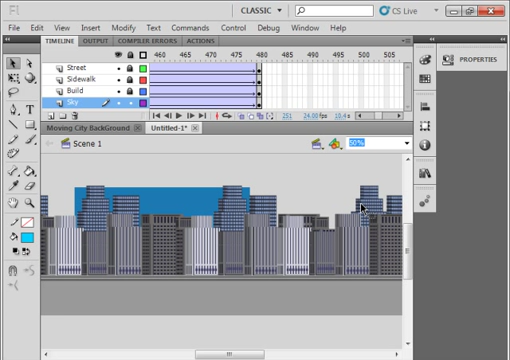 FL CLASSIC CS Live
File Edit View Insert Modify Text Commands Control Debug Window Help
TIMELINE OUTPUT COMPILER ERRORS ACTIONS
PROPERTIES
460 465 470 475 480 485 490 495 500 505
Street
Sidewalk
Build
Sky
251 24.00fps 10.4s
Moving City BackGround Untitled-1*
Scene 1 50%